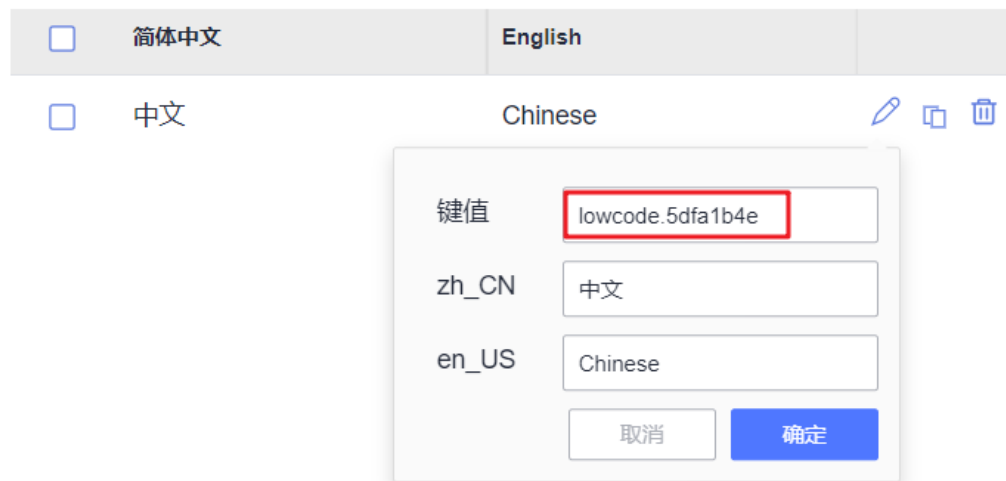 简体中文 English
中文 Chinese
键值 lowcode.5dfa1b4e
zh_CN 中文
en_US Chinese
取消 确定